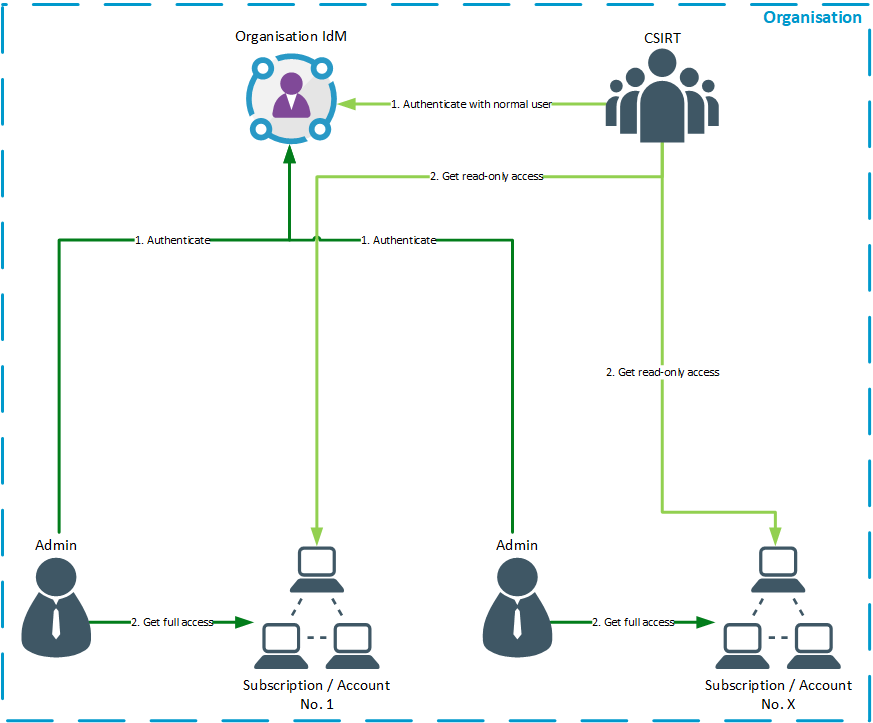 Organisation
Organisation IdM
CSIRT
1. Authenticate with normal user
2. Get read-only access
1. Authenticate
1. Authenticate
2. Get read-only access
Admin
Admin
2. Get full access
2. Get full access
Subscription / Account
No. 1
Subscription / Account
No. X